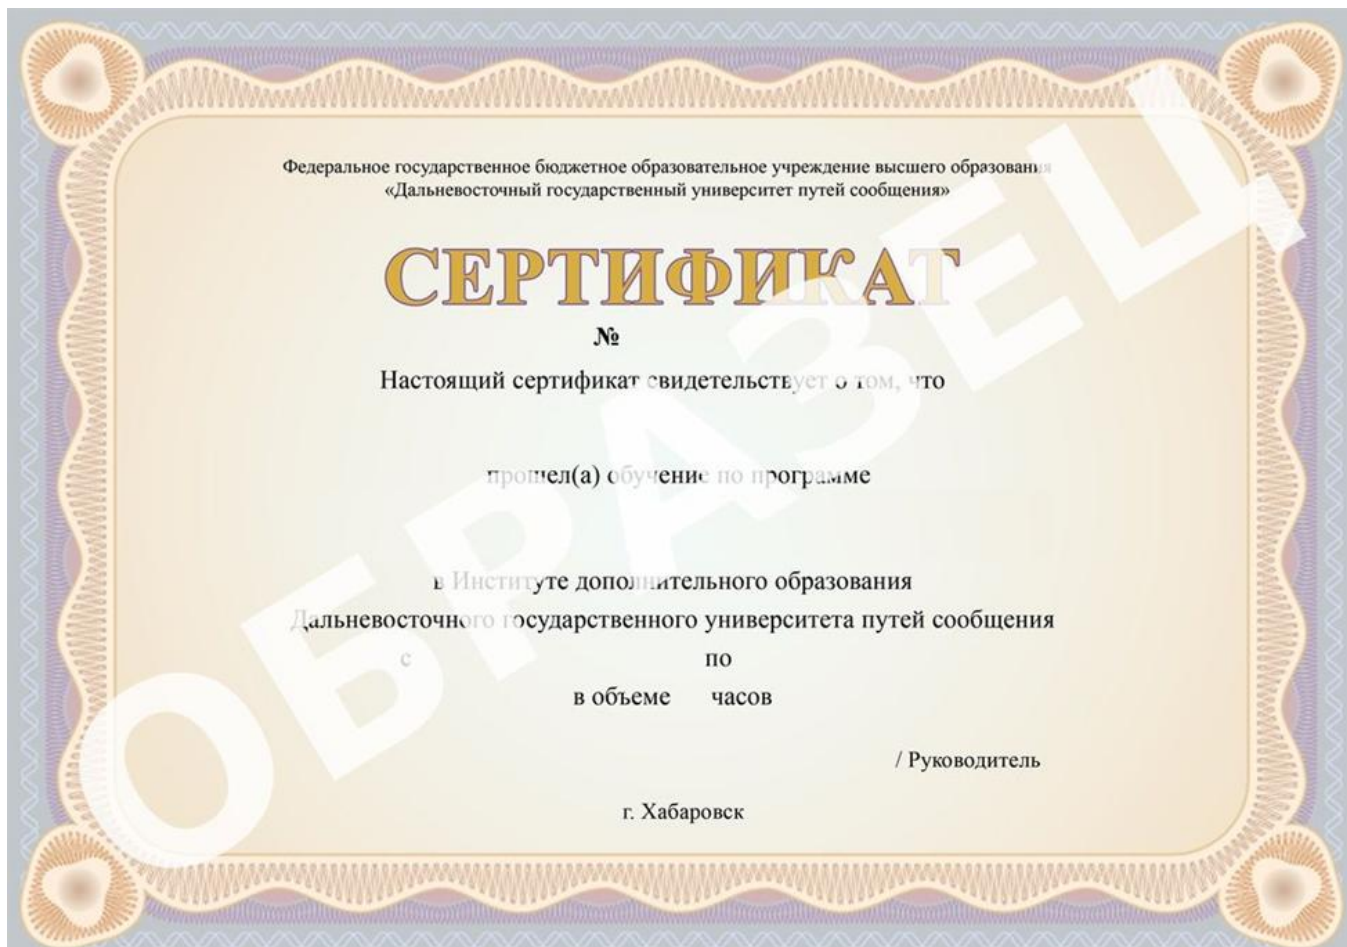 Федеральное государственное бюджетное образовательное учреждение высшего образования
«Дальневосточный государственный университет путей сообщения»
СЕРТИФИКАТ
№
Настоящий сертификат свидетельствует о том, что
прошел(а) обучение по программе
в Институте дополнительного образования
Дальневосточного государственного университета путей сообщения
с по
в объеме часов
/ Руководитель
г. Хабаровск
ОБРАЗЕЦ